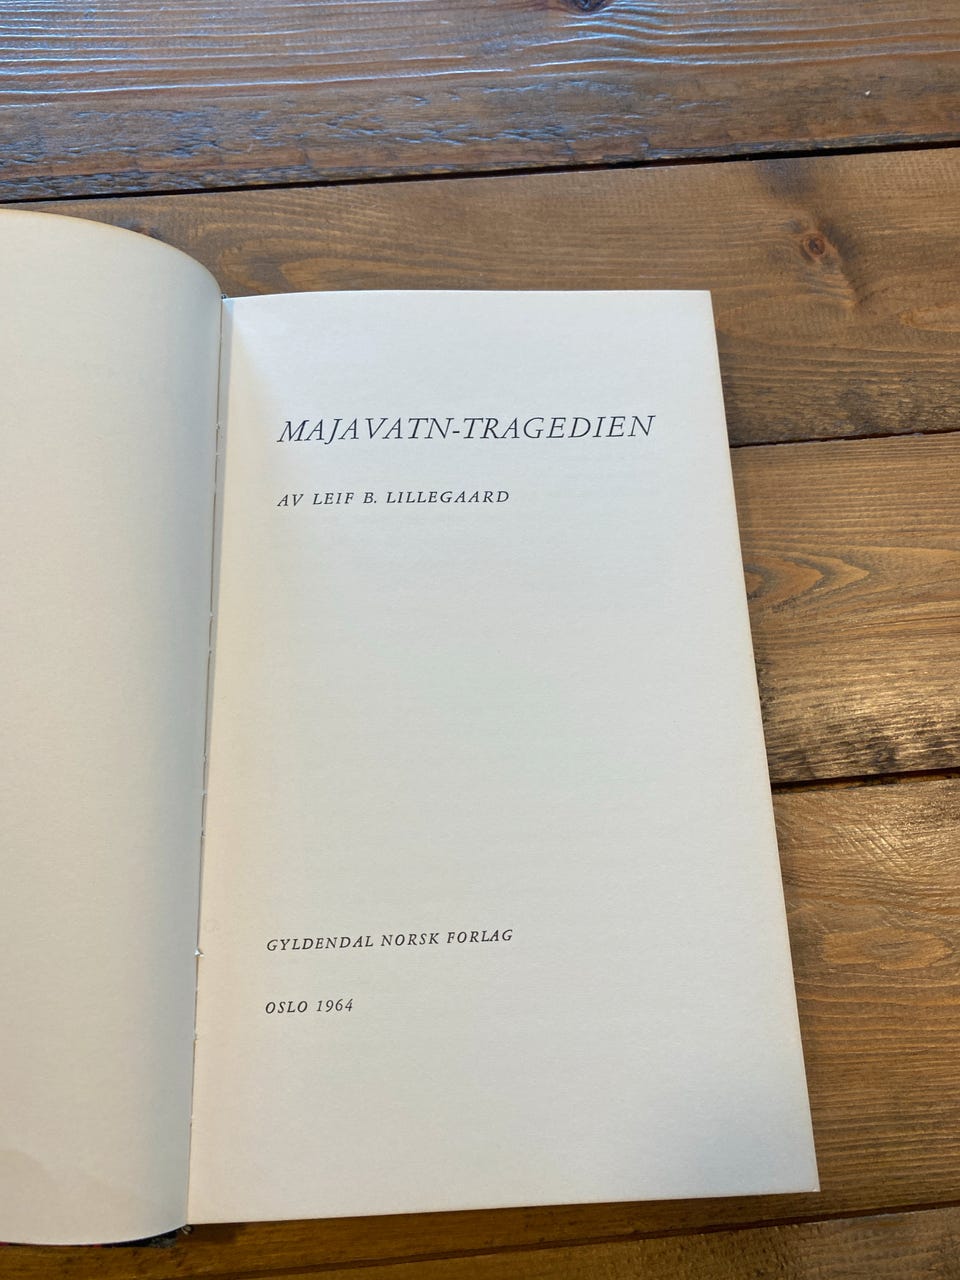 MAJAVATN-TRAGEDIEN
AV LEIF B. LILLEGAARD
GYLDENDAL NORSK FORLAG
OSLO 1964